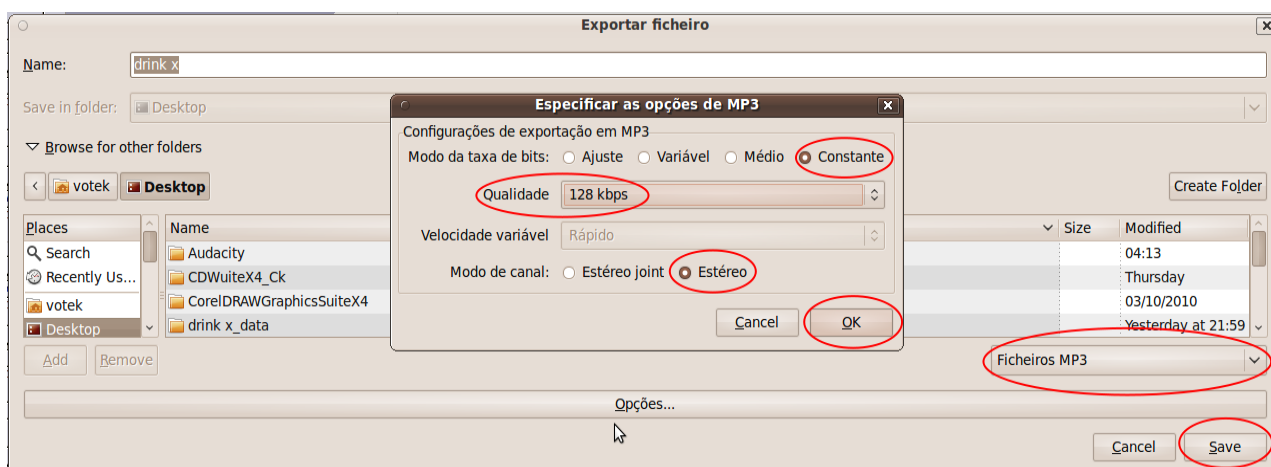 Exportar ficheiro
Name: drink x
Save in folder: Desktop
Browse for other folders
votek Desktop Create Folder
Places Name Size Modified
Search Audacity 04:13
Recently Us... CDWuiteX4_Ck Thursday
votek CorelDRAWGraphicsSuiteX4 03/10/2010
Desktop drink x_data Yesterday at 21:59
Add Remove Ficheiros MP3
Opções...
Cancel Save
Especificar as opções de MP3
Configurações de exportação em MP3
Modo da taxa de bits: Ajuste Variável Médio Constante
Qualidade 128 kbps
Velocidade variável Rápido
Modo de canal: Estéreo joint Estéreo
Cancel OK